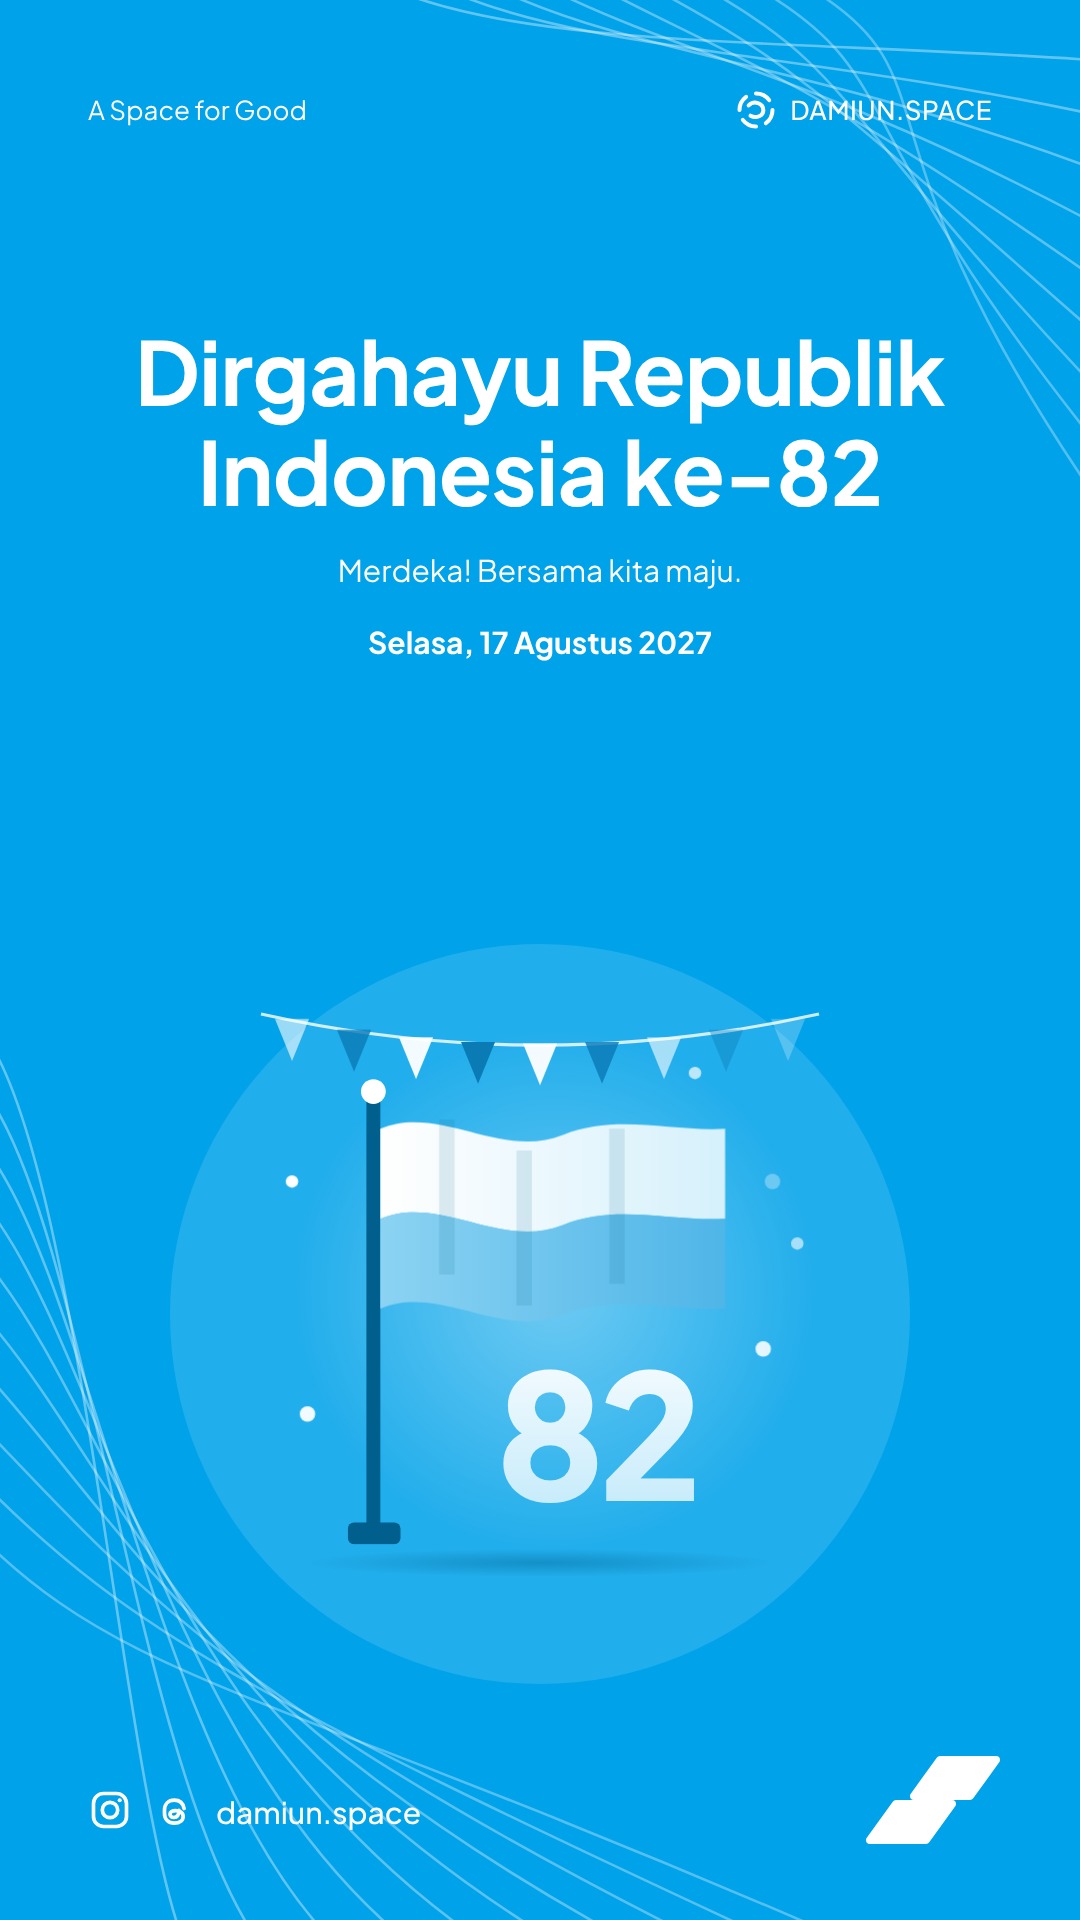 A Space for Good
DAMIUN.SPACE
Dirgahayu Republik
Indonesia ke-82
Merdeka! Bersama kita maju.
Selasa, 17 Agustus 2027
82
damiun.space